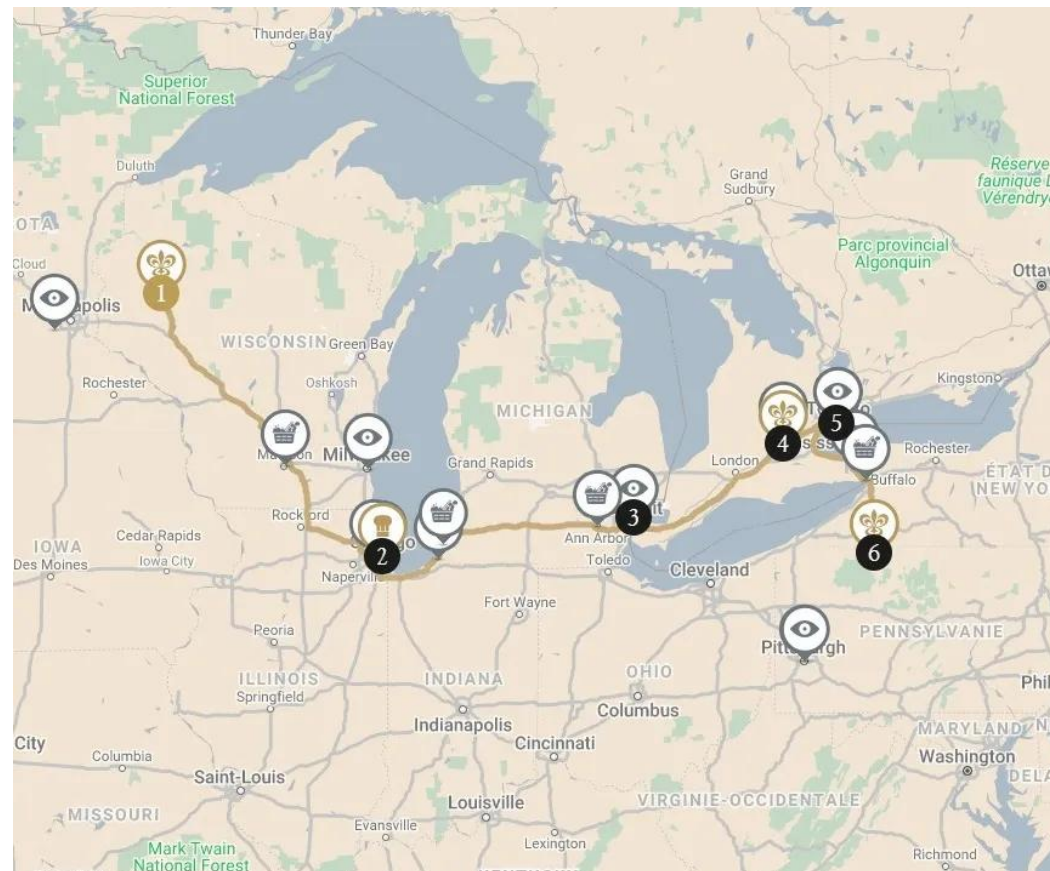 Thunder Bay
Superior
National Forest
Duluth
Grand
Sudbury
Réserve
faunique L
Vérendry
OTA
Parc provincial
Algonquin
Cloud
Ottav
1
apolis
WISCONSIN
Green Bay
Rochester
Oshkosh
Kingston
MICHIGAN
5
4
Grand Rapids
London
Rochester
Buffalo
ÉTAT D
NEW YO
Rockford
3
Ann Arbor
IOWA
Cedar Rapids
Iowa City
Des Moines
2
Napervil
Toledo
Cleveland
6
Fort Wayne
Peoria
PENNSYLVANIE
ILLINOIS
Springfield
INDIANA
OHIO
Columbus
Phil
Indianapolis
Cincinnati
MARYLAND
Washington
DELA
City
Columbia
Saint-Louis
Louisville
VIRGINIE-OCCIDENTALE
MISSOURI
Evansville
Lexington
Mark Twain
National Forest
Richmond